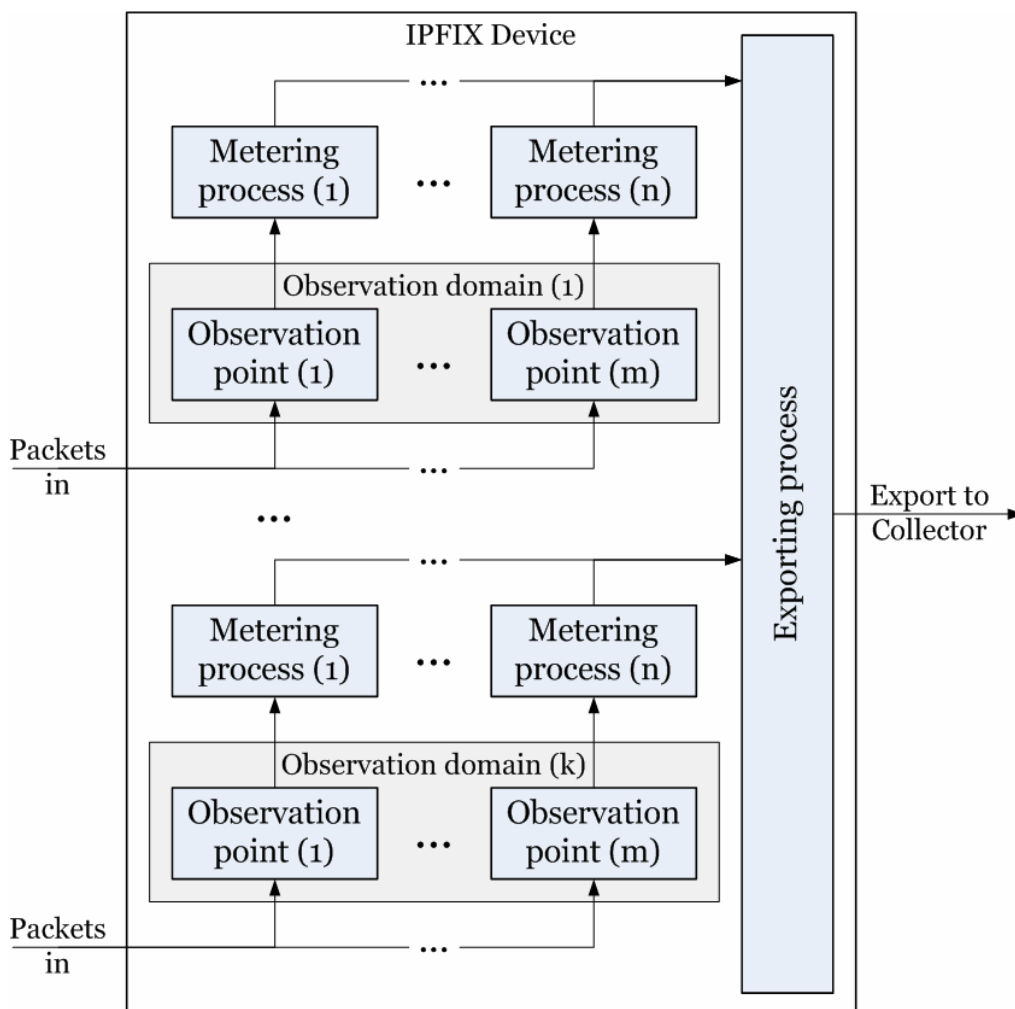 IPFIX Device
...
Metering
process (1)
...
Metering
process (n)
Observation domain (1)
Observation
point (1)
...
Observation
point (m)
Packets
in
...
...
...
Metering
process (1)
...
Metering
process (n)
Observation domain (k)
Observation
point (1)
...
Observation
point (m)
Packets
in
...
Exporting process
Export to
Collector